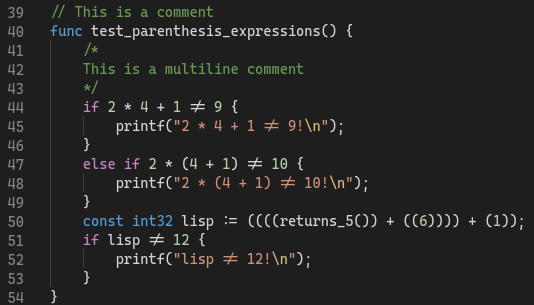 39 // This is a comment
40 func test_parenthesis_expressions() {
41     /*
42     This is a multiline comment
43     */
44     if 2 * 4 + 1 != 9 {
45         printf("2 * 4 + 1 != 9!\n");
46     }
47     else if 2 * (4 + 1) != 10 {
48         printf("2 * (4 + 1) != 10!\n");
49     }
50     const int32 lisp := ((((returns_5()) + ((6)))) + (1));
51     if lisp != 12 {
52         printf("lisp != 12!\n");
53     }
54 }